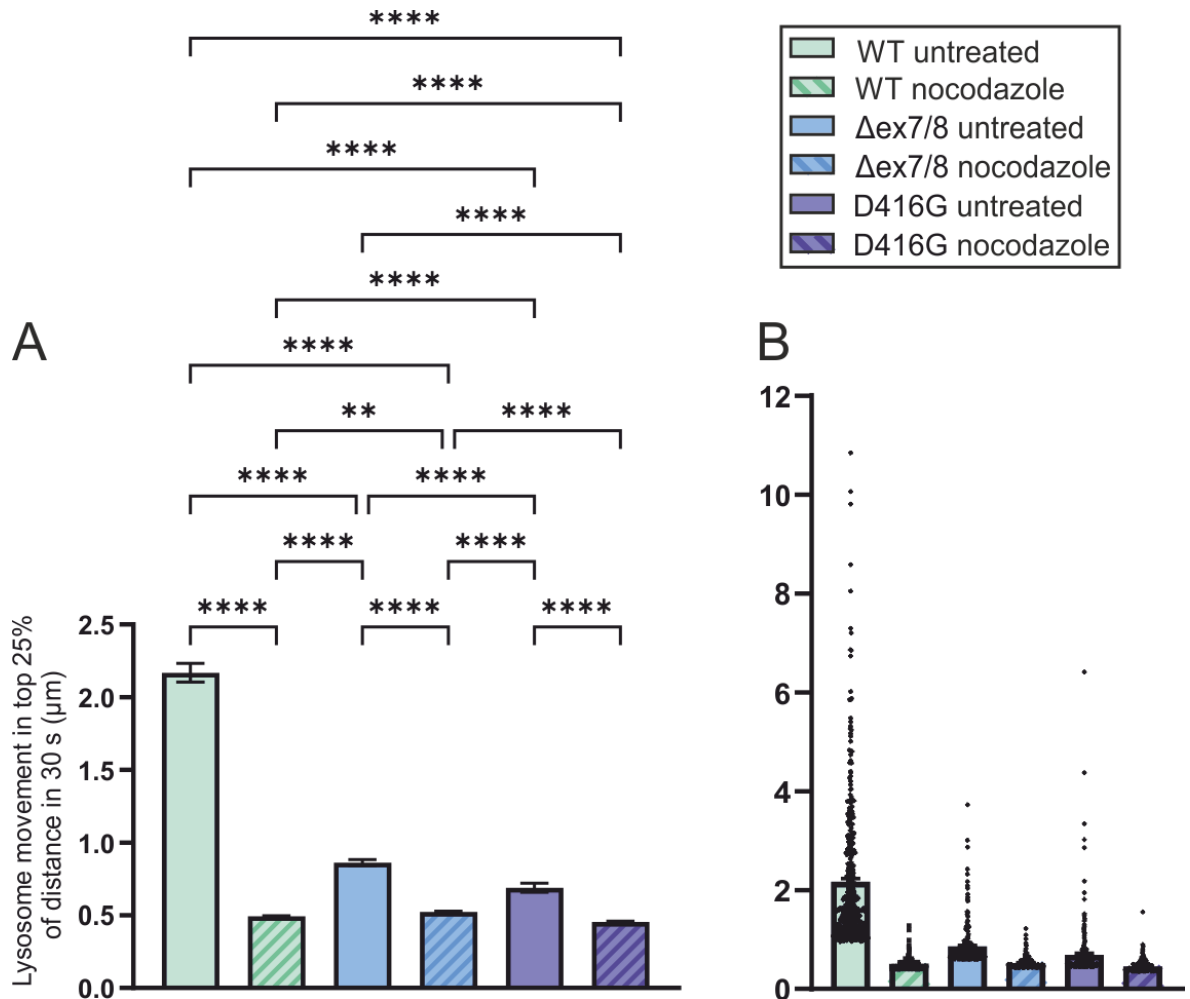 ****
****
****
****
****
****
** ****
**** ****
**** ****
**** **** ****
A
Lysosome movement in top 25%
of distance in 30 s (µm)
2.5
2.0
1.5
1.0
0.5
0.0
WT untreated
WT nocodazole
Δex7/8 untreated
Δex7/8 nocodazole
D416G untreated
D416G nocodazole
B
12
10
8
6
4
2
0